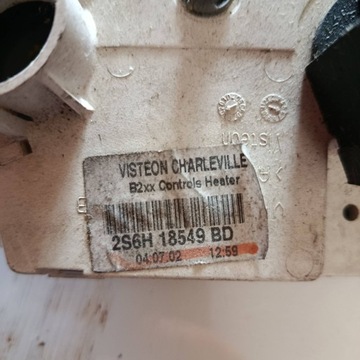 VISTEON CHARLEVILLE
B2xx Controls Heater
2S6H 18549 BD
04.07.02 12:59